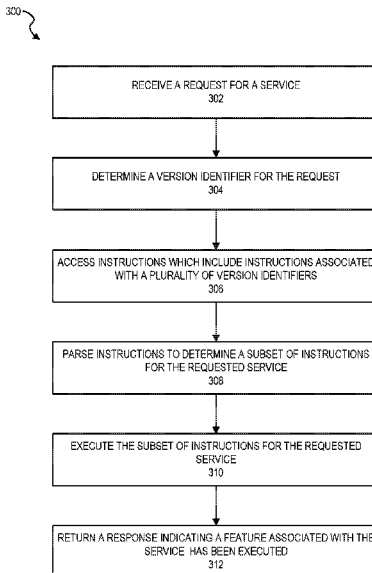 300
RECEIVE A REQUEST FOR A SERVICE
302
DETERMINE A VERSION IDENTIFIER FOR THE REQUEST
304
ACCESS INSTRUCTIONS WHICH INCLUDE INSTRUCTIONS ASSOCIATED
WITH A PLURALITY OF VERSION IDENTIFIERS
306
PARSE INSTRUCTIONS TO DETERMINE A SUBSET OF INSTRUCTIONS
FOR THE REQUESTED SERVICE
308
EXECUTE THE SUBSET OF INSTRUCTIONS FOR THE REQUESTED
SERVICE
310
RETURN A RESPONSE INDICATING A FEATURE ASSOCIATED WITH THE
SERVICE HAS BEEN EXECUTED
312